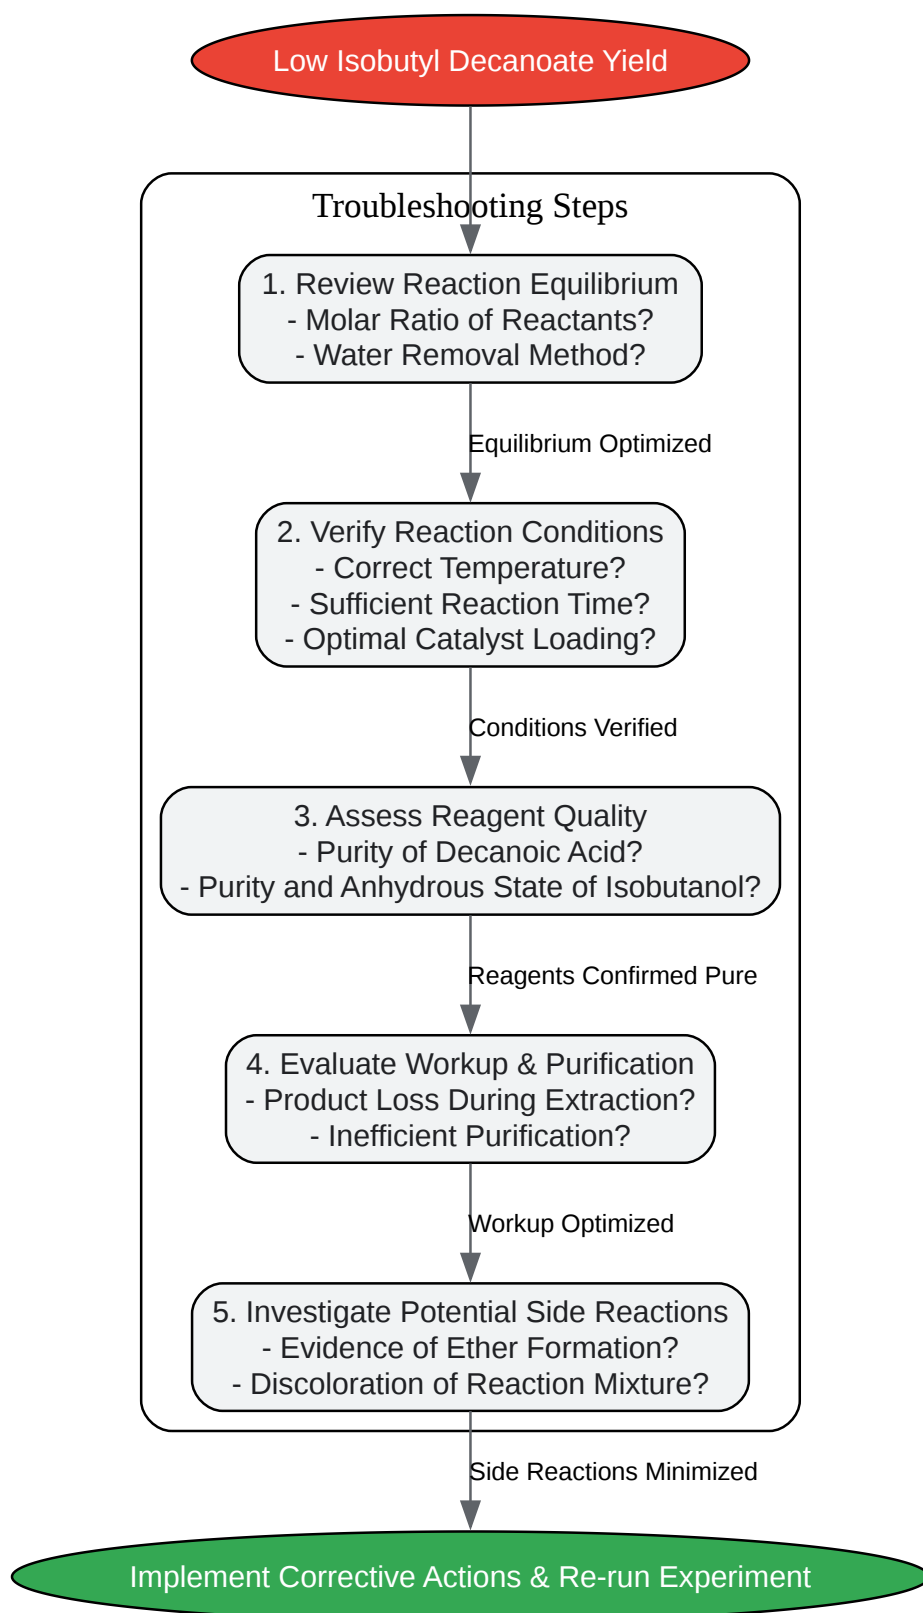 Low Isobutyl Decanoate Yield
Troubleshooting Steps
1. Review Reaction Equilibrium
- Molar Ratio of Reactants?
- Water Removal Method?
Equilibrium Optimized
2. Verify Reaction Conditions
- Correct Temperature?
- Sufficient Reaction Time?
- Optimal Catalyst Loading?
Conditions Verified
3. Assess Reagent Quality
- Purity of Decanoic Acid?
- Purity and Anhydrous State of Isobutanol?
Reagents Confirmed Pure
4. Evaluate Workup & Purification
- Product Loss During Extraction?
- Inefficient Purification?
Workup Optimized
5. Investigate Potential Side Reactions
- Evidence of Ether Formation?
- Discoloration of Reaction Mixture?
Side Reactions Minimized
Implement Corrective Actions & Re-run Experiment